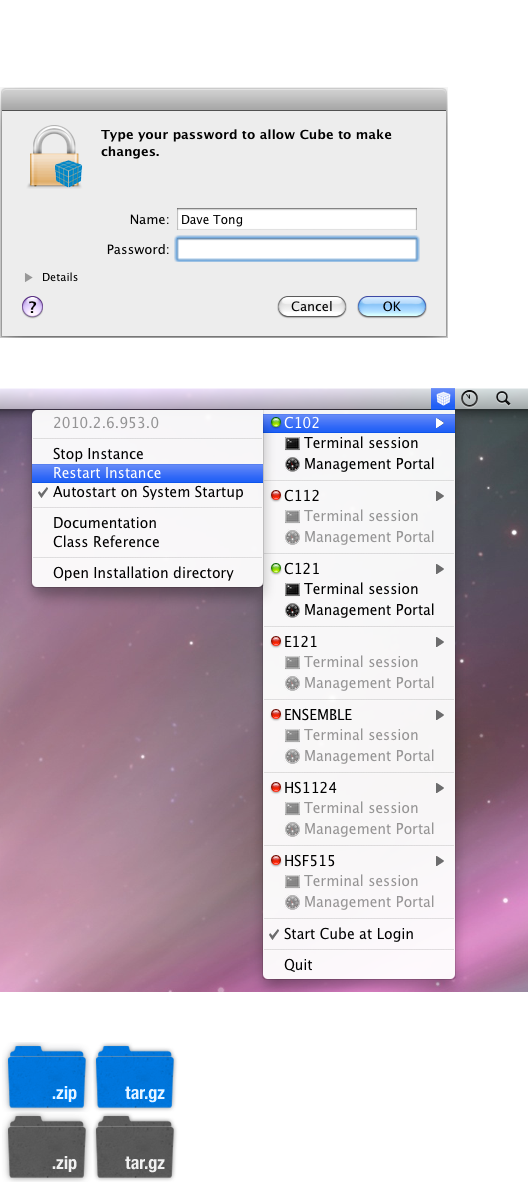 Type your password to allow Cube to make
changes.
Name: Dave Tong
Password:
Details
?
Cancel OK
2010.2.6.953.0
Stop Instance
Restart Instance
✓ Autostart on System Startup
Documentation
Class Reference
Open Installation directory
C102
Terminal session
Management Portal
C112
Terminal session
Management Portal
C121
Terminal session
Management Portal
E121
Terminal session
Management Portal
ENSEMBLE
Terminal session
Management Portal
HS1124
Terminal session
Management Portal
HSF515
Terminal session
Management Portal
✓ Start Cube at Login
Quit
.zip tar.gz
.zip tar.gz